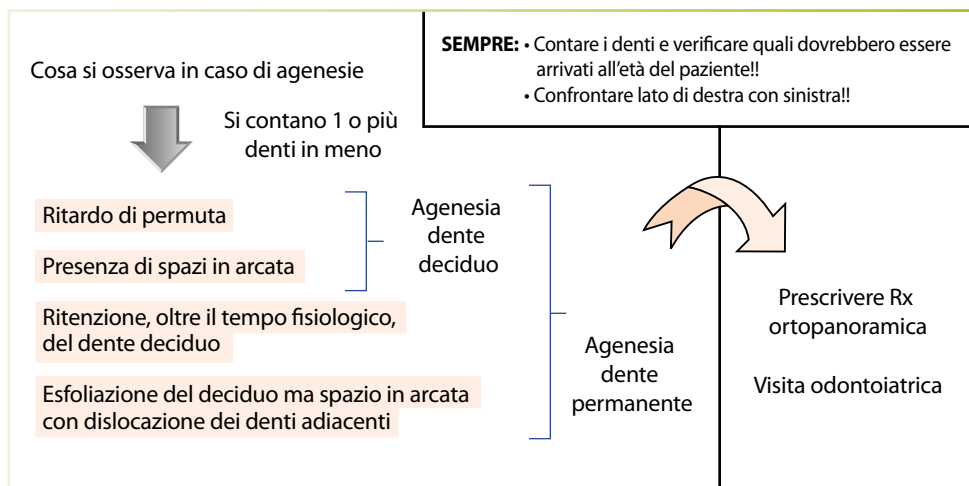 SEMPRE: • Contare i denti e verificare quali dovrebbero essere
arrivati all'età del paziente!!
• Confrontare lato di destra con sinistra!!
Cosa si osserva in caso di agenesie
Si contano 1 o più
denti in meno
Ritardo di permuta
Presenza di spazi in arcata
Agenesia
dente
deciduo
Ritenzione, oltre il tempo fisiologico,
del dente deciduo
Esfoliazione del deciduo ma spazio in arcata
con dislocazione dei denti adiacenti
Agenesia
dente
permanente
Prescrivere Rx
ortopanoramica
Visita odontoiatrica